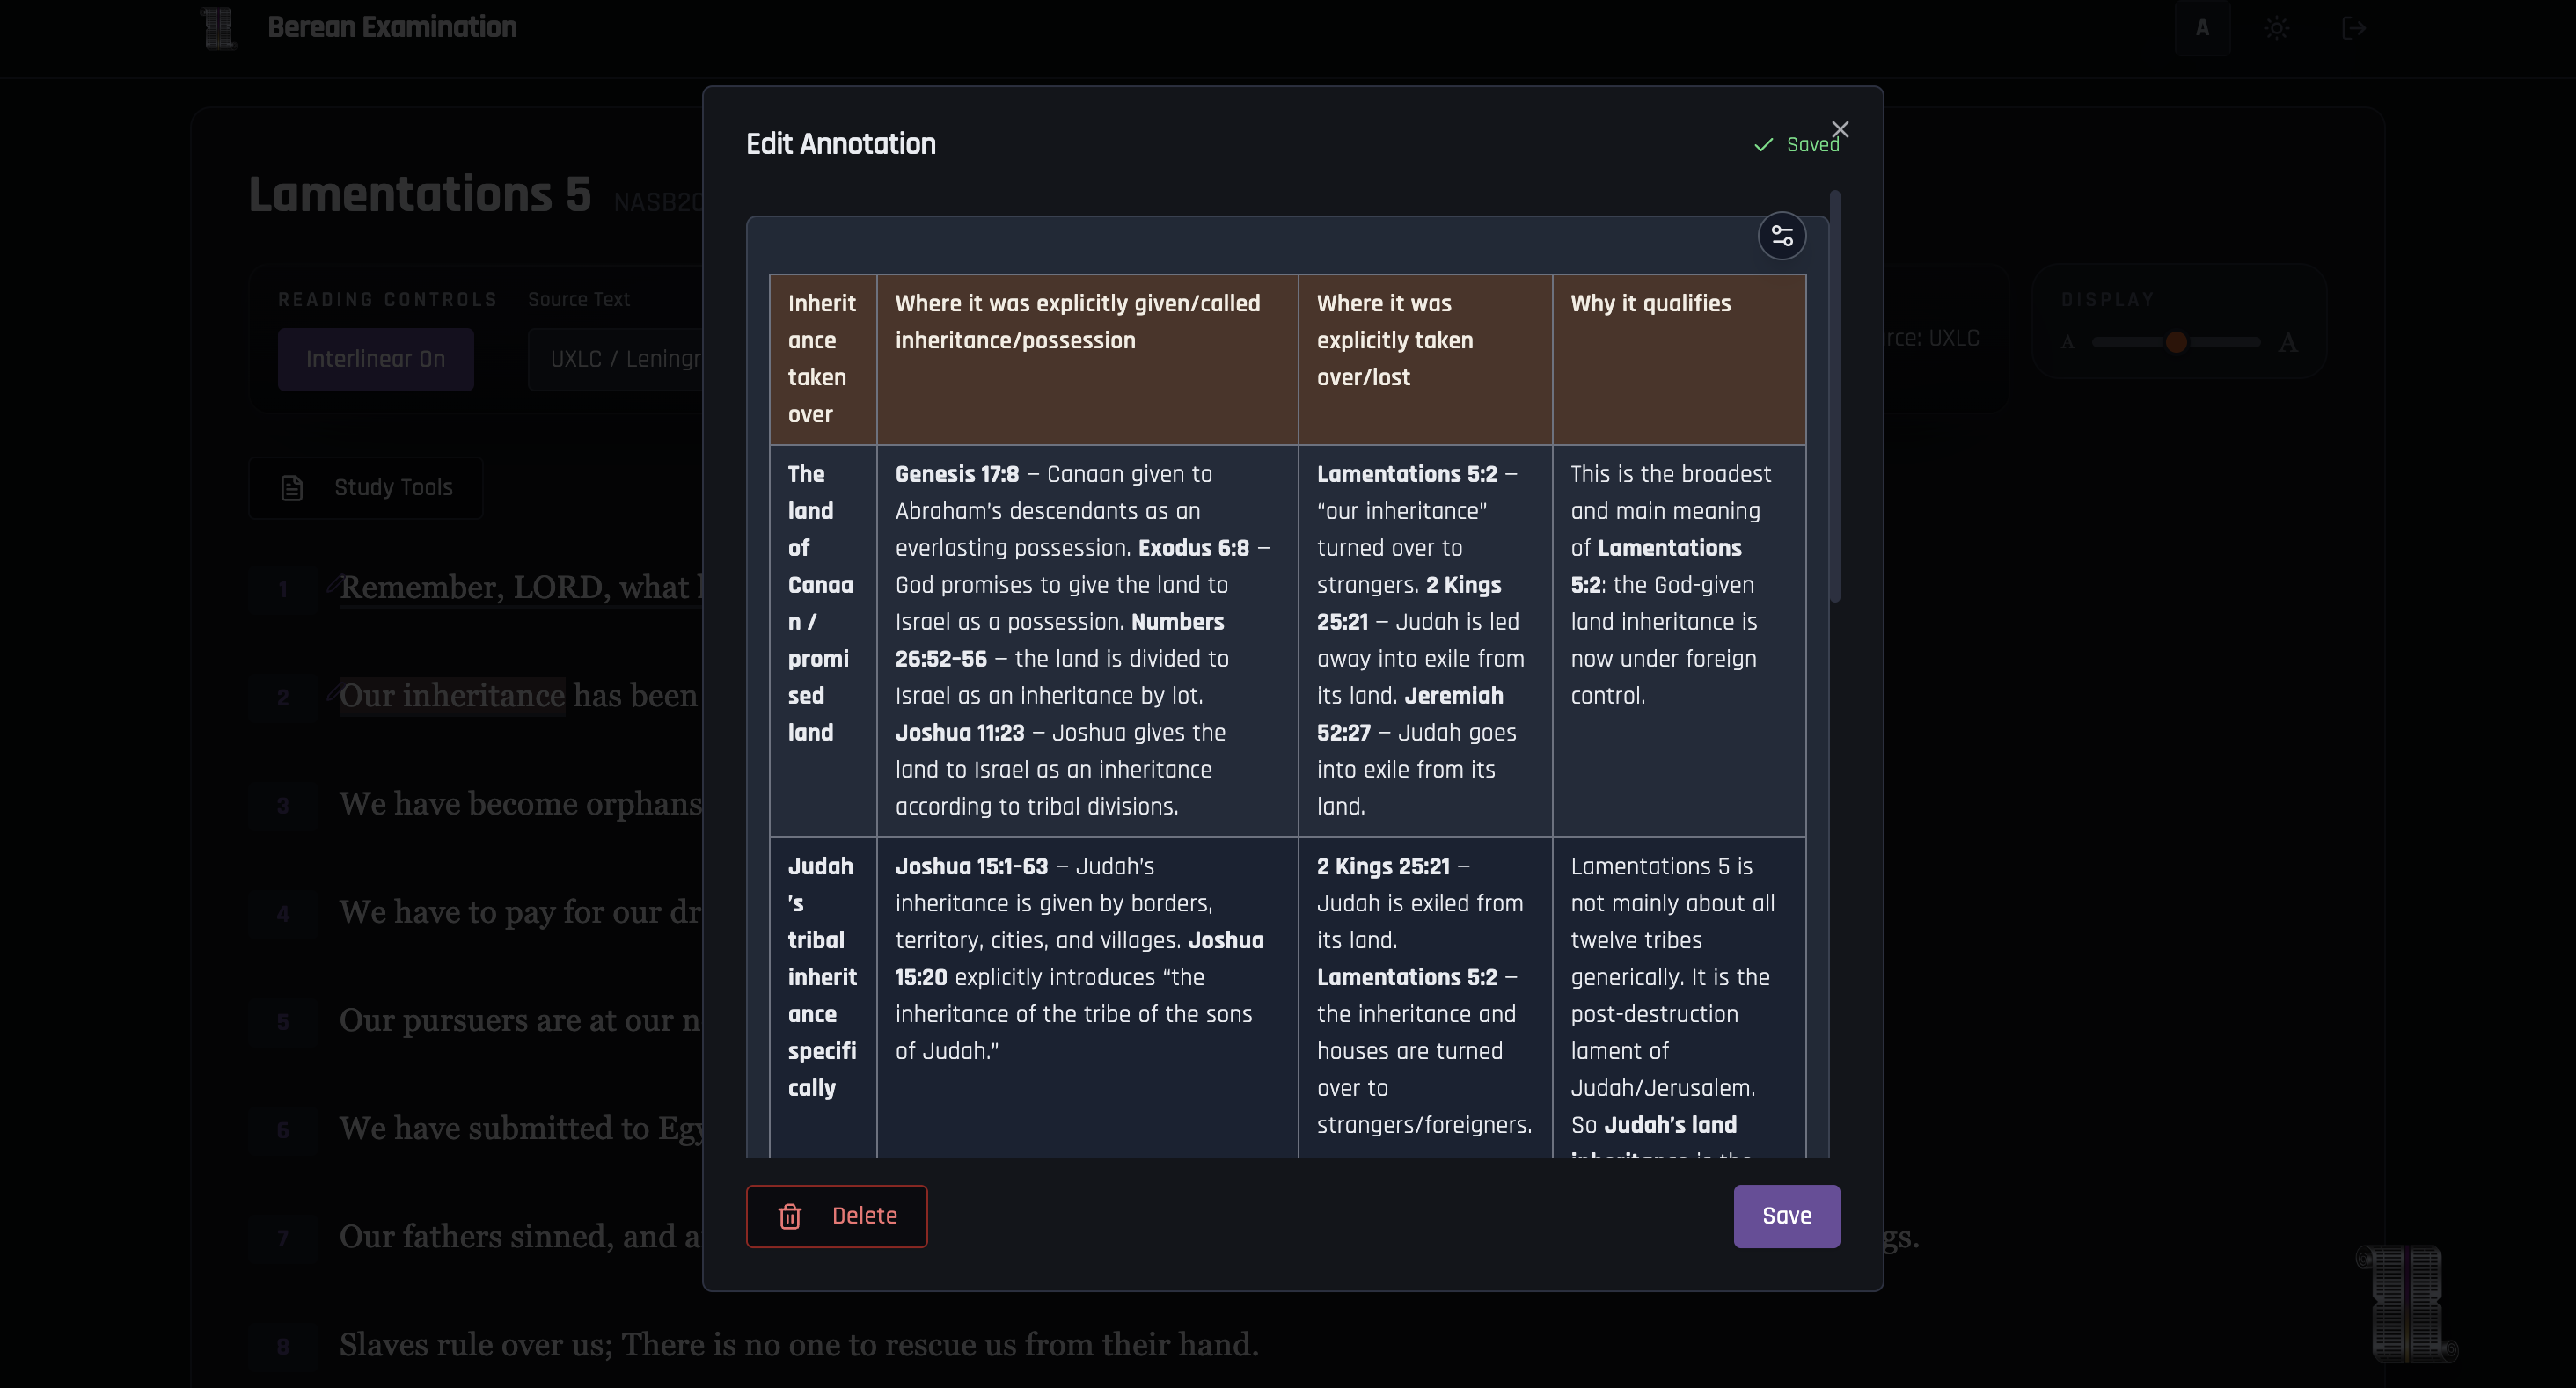 Berean Examination
A
Lamentations 5 NASB20
READING CONTROLS
Source Text
Interlinear On
UXLC / Leningr
rce: UXLC
DISPLAY
A
A
Study Tools
1 Remember, LORD, what
2 Our inheritance has been
3 We have become orphans
4 We have to pay for our dr
5 Our pursuers are at our n
6 We have submitted to Egy
7 Our fathers sinned, and a
gs.
8 Slaves rule over us; There is no one to rescue us from their hand.
Edit Annotation
Saved
Inherit
ance
taken
over
Where it was explicitly given/called
inheritance/possession
Where it was
explicitly taken
over/lost
Why it qualifies
The
land
of
Canaa
n /
promi
sed
land
Genesis 17:8 – Canaan given to
Abraham’s descendants as an
everlasting possession. Exodus 6:8 –
God promises to give the land to
Israel as a possession. Numbers
26:52–56 – the land is divided to
Israel as an inheritance by lot.
Joshua 11:23 – Joshua gives the
land to Israel as an inheritance
according to tribal divisions.
Lamentations 5:2 –
“our inheritance”
turned over to
strangers. 2 Kings
25:21 – Judah is led
away into exile from
its land. Jeremiah
52:27 – Judah goes
into exile from its
land.
This is the broadest
and main meaning
of Lamentations
5:2: the God-given
land inheritance is
now under foreign
control.
Judah
’s
tribal
inherit
ance
specifi
cally
Joshua 15:1–63 – Judah’s
inheritance is given by borders,
territory, cities, and villages. Joshua
15:20 explicitly introduces “the
inheritance of the tribe of the sons
of Judah.”
2 Kings 25:21 –
Judah is exiled from
its land.
Lamentations 5:2 –
the inheritance and
houses are turned
over to
strangers/foreigners.
Lamentations 5 is
not mainly about all
twelve tribes
generically. It is the
post-destruction
lament of
Judah/Jerusalem.
So Judah’s land
inheritance is the
Delete
Save